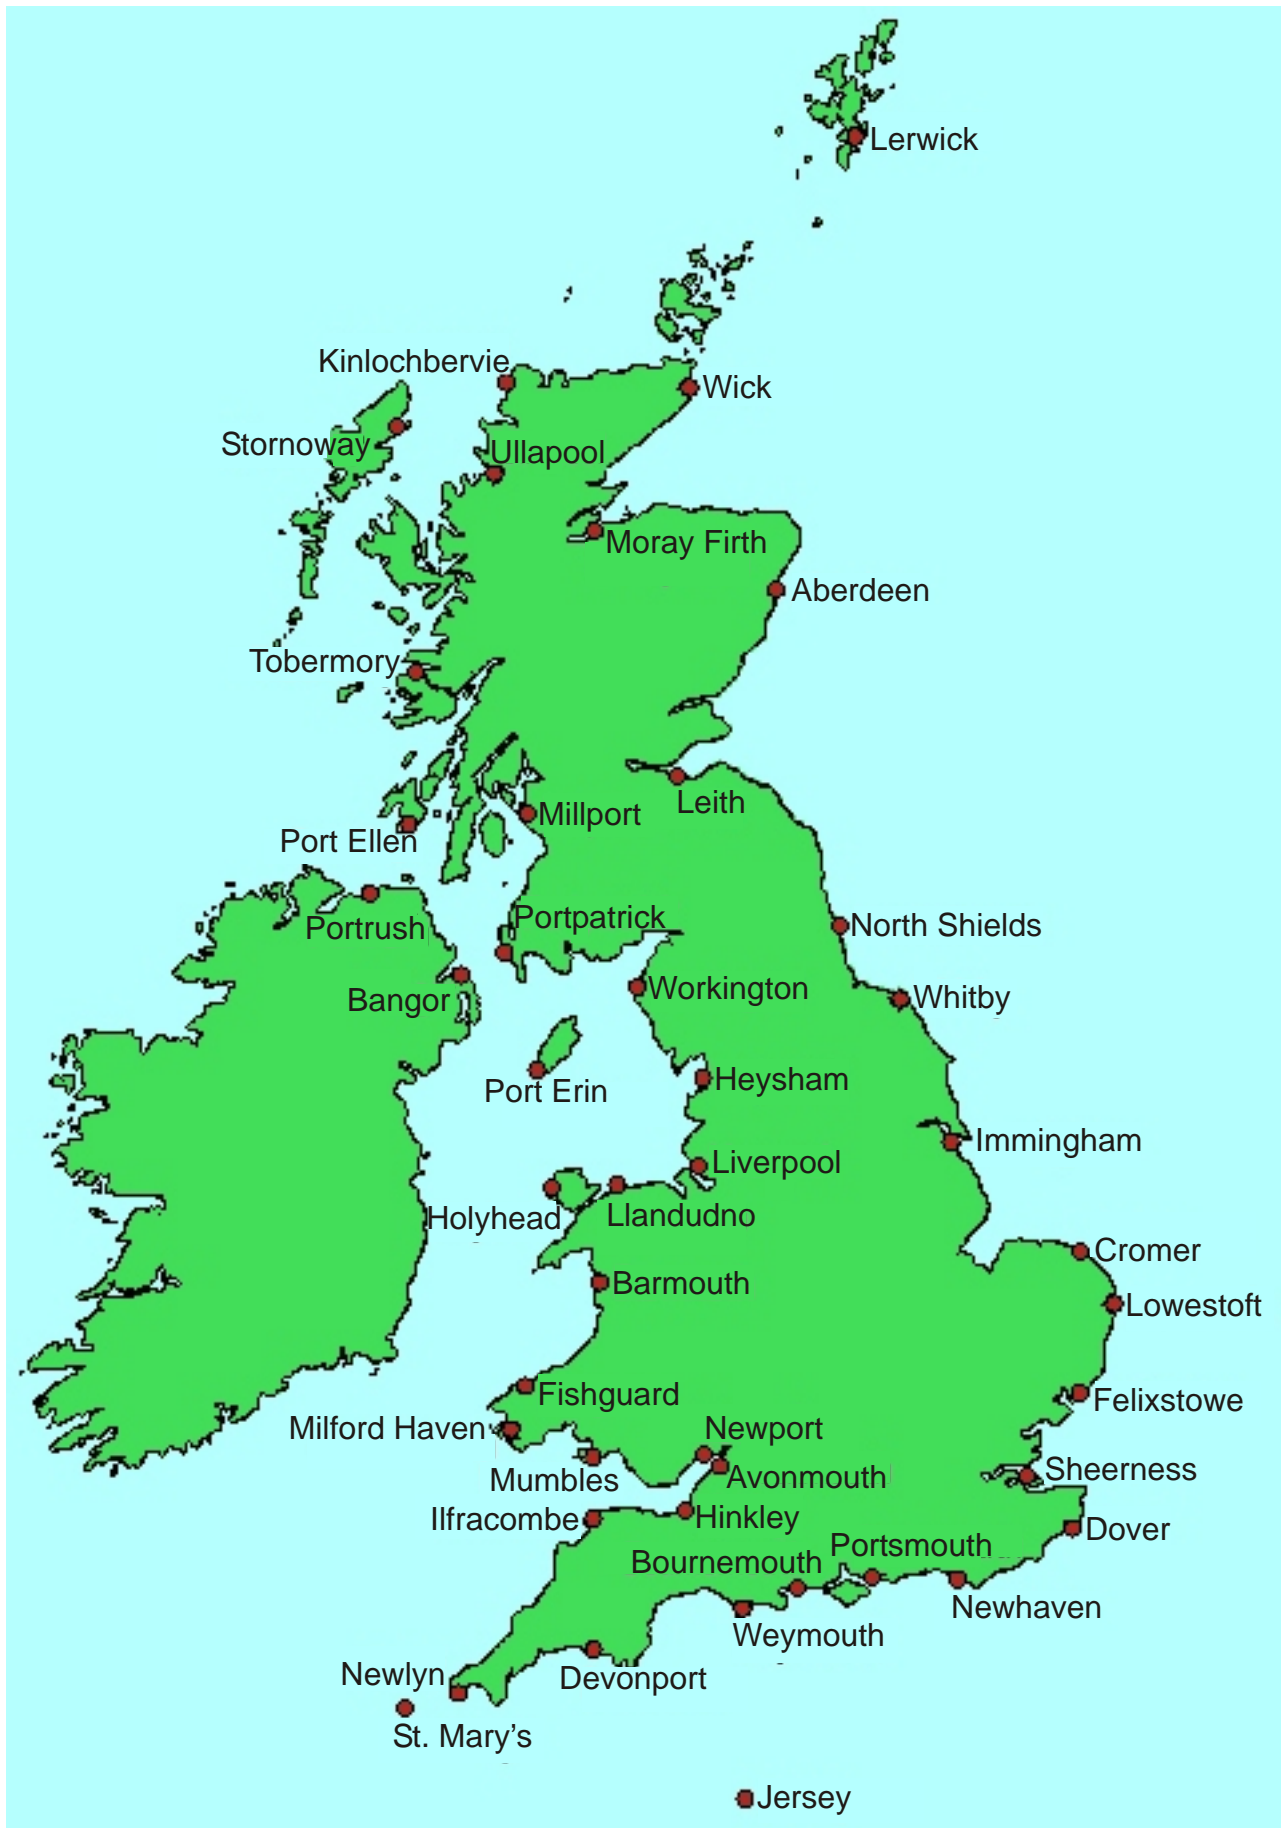 Lerwick
Kinlochbervie
Wick
Stornoway
Ullapool
Moray Firth
Aberdeen
Tobermory
Leith
Millport
Port Ellen
Portpatrick
North Shields
Portrush
Workington
Whitby
Bangor
Heysham
Port Erin
Immingham
Liverpool
Holyhead
Llandudno
Cromer
Barmouth
Lowestoft
Fishguard
Felixstowe
Milford Haven
Newport
Sheerness
Mumbles
Avonmouth
Ilfracombe
Hinkley
Dover
Portsmouth
Bournemouth
Newhaven
Weymouth
Newlyn
Devonport
St. Mary’s
Jersey